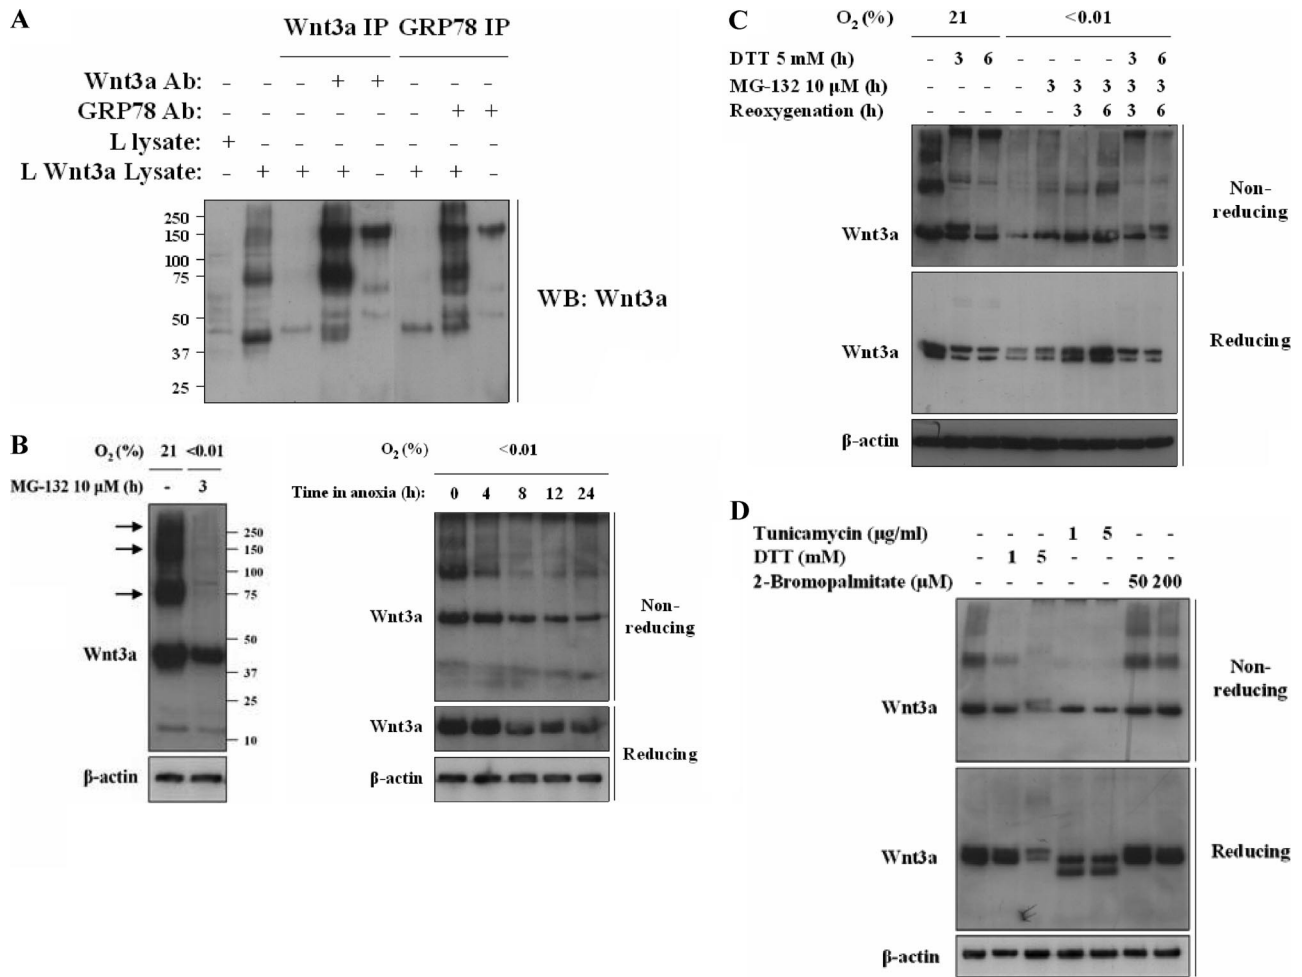 A
Wnt3a IP GRP78 IP
Wnt3a Ab: - - - + + - - -
GRP78 Ab: - - - - - - + +
L lysate: + - - - - - - -
L Wnt3a Lysate: - + + + - + + -
250
150
100
75
50
37
25
WB: Wnt3a
B
O2 (%) 21 <0.01
MG-132 10 µM (h) - 3
250
150
100
75
50
37
25
10
Wnt3a
β-actin
O2 (%) <0.01
Time in anoxia (h): 0 4 8 12 24
Wnt3a
Non-
reducing
Wnt3a
Reducing
β-actin
C
O2 (%) 21 <0.01
DTT 5 mM (h) - 3 6 - - - - 3 6
MG-132 10 µM (h) - - - - 3 3 3 3 3
Reoxygenation (h) - - - - - 3 6 3 6
Wnt3a
Non-
reducing
Wnt3a
Reducing
β-actin
D
Tunicamycin (µg/ml) - - - 1 5 - -
DTT (mM) - 1 5 - - - -
2-Bromopalmitate (µM) - - - - - 50 200
Wnt3a
Non-
reducing
Wnt3a
Reducing
β-actin